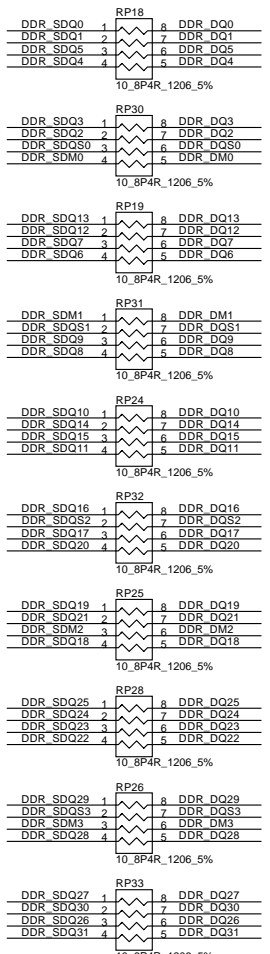 RP18
DDR_SDQ0 1 8 DDR_DQ0
DDR_SDQ1 2 7 DDR_DQ1
DDR_SDQ5 3 6 DDR_DQ5
DDR_SDQ4 4 5 DDR_DQ4
10_8P4R_1206_5%
RP30
DDR_SDQ3 1 8 DDR_DQ3
DDR_SDQ2 2 7 DDR_DQ2
DDR_SDQS0 3 6 DDR_DQS0
DDR_SDM0 4 5 DDR_DM0
10_8P4R_1206_5%
RP19
DDR_SDQ13 1 8 DDR_DQ13
DDR_SDQ12 2 7 DDR_DQ12
DDR_SDQ7 3 6 DDR_DQ7
DDR_SDQ6 4 5 DDR_DQ6
10_8P4R_1206_5%
RP31
DDR_SDM1 1 8 DDR_DM1
DDR_SDQS1 2 7 DDR_DQS1
DDR_SDQ9 3 6 DDR_DQ9
DDR_SDQ8 4 5 DDR_DQ8
10_8P4R_1206_5%
RP24
DDR_SDQ10 1 8 DDR_DQ10
DDR_SDQ14 2 7 DDR_DQ14
DDR_SDQ15 3 6 DDR_DQ15
DDR_SDQ11 4 5 DDR_DQ11
10_8P4R_1206_5%
RP32
DDR_SDQ16 1 8 DDR_DQ16
DDR_SDQS2 2 7 DDR_DQS2
DDR_SDQ17 3 6 DDR_DQ17
DDR_SDQ20 4 5 DDR_DQ20
10_8P4R_1206_5%
RP25
DDR_SDQ19 1 8 DDR_DQ19
DDR_SDQ21 2 7 DDR_DQ21
DDR_SDM2 3 6 DDR_DM2
DDR_SDQ18 4 5 DDR_DQ18
10_8P4R_1206_5%
RP28
DDR_SDQ25 1 8 DDR_DQ25
DDR_SDQ24 2 7 DDR_DQ24
DDR_SDQ23 3 6 DDR_DQ23
DDR_SDQ22 4 5 DDR_DQ22
10_8P4R_1206_5%
RP26
DDR_SDQ29 1 8 DDR_DQ29
DDR_SDQS3 2 7 DDR_DQS3
DDR_SDM3 3 6 DDR_DM3
DDR_SDQ28 4 5 DDR_DQ28
10_8P4R_1206_5%
RP33
DDR_SDQ27 1 8 DDR_DQ27
DDR_SDQ30 2 7 DDR_DQ30
DDR_SDQ26 3 6 DDR_DQ26
DDR_SDQ31 4 5 DDR_DQ31